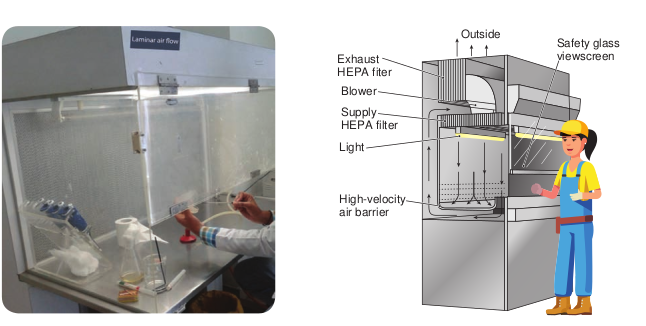 Laminar air flow
Outside
Safety glass
viewscreen
Exhaust
HEPA fiter
Blower
Supply
HEPA filter
Light
High-velocity
air barrier